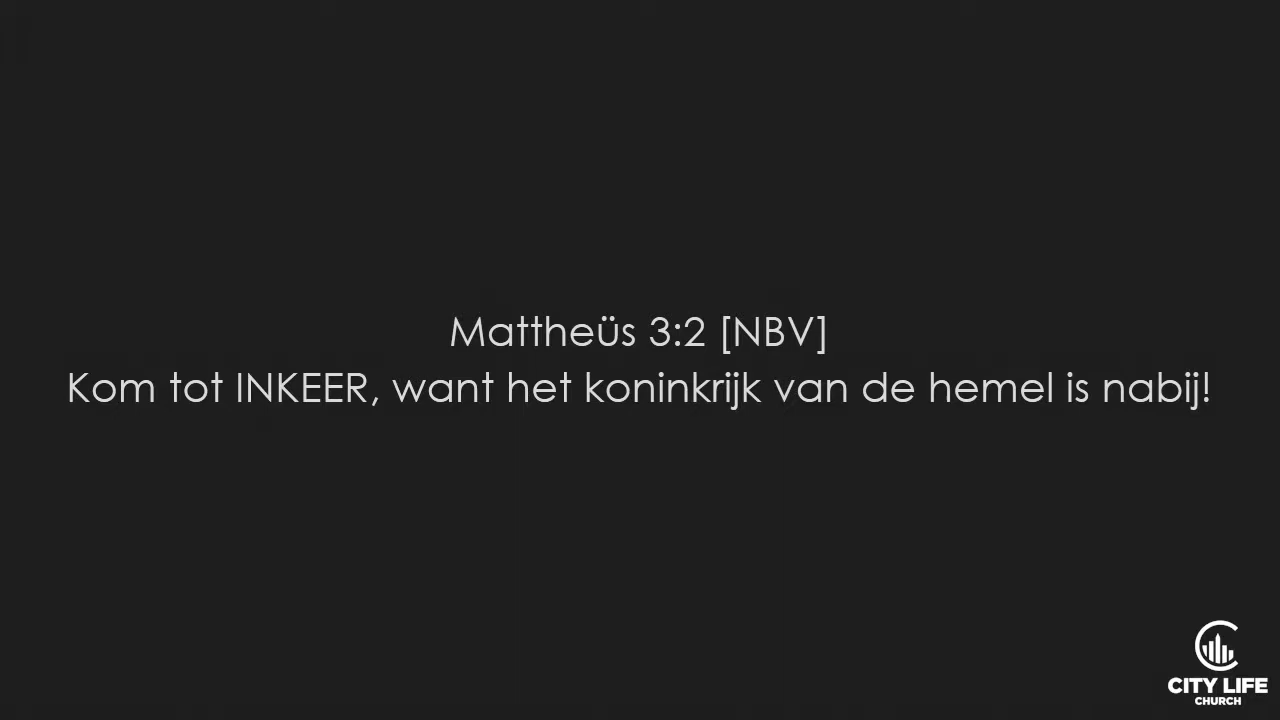 Mattheüs 3:2 [NBV]
Kom tot INKEER, want het koninkrijk van de hemel is nabij!
CITY LIFE
CHURCH